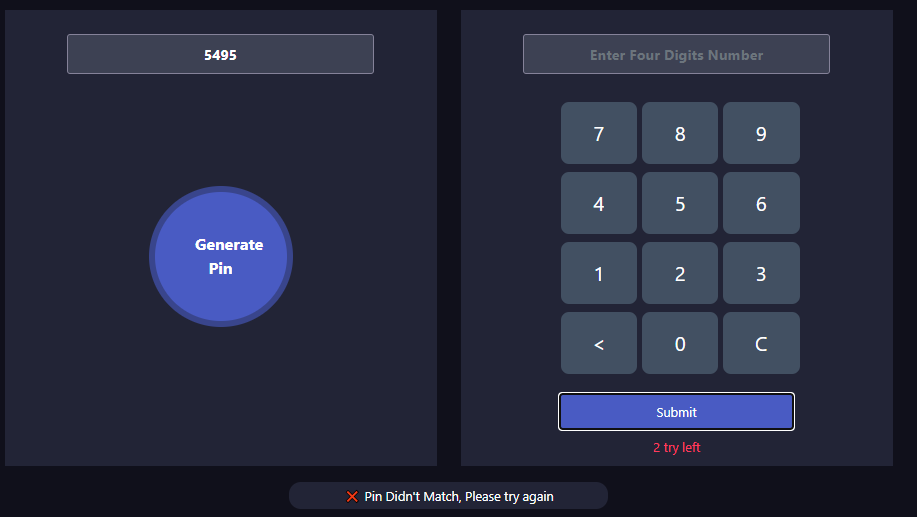 5495
Generate
Pin
Enter Four Digits Number
7 8 9
4 5 6
1 2 3
< 0 C
Submit
2 try left
❌ Pin Didn't Match, Please try again